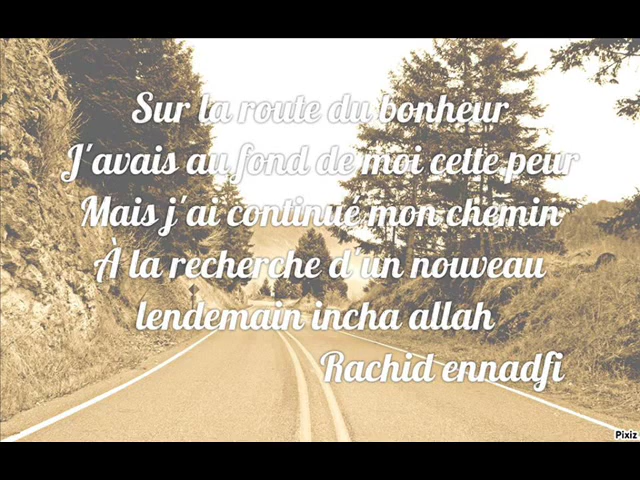 Sur la route du bonheur
J'avais au fond de moi cette peur
Mais j'ai continué mon chemin
À la recherche d'un nouveau
lendemain incha allah
Rachid ennadfi
Pixiz